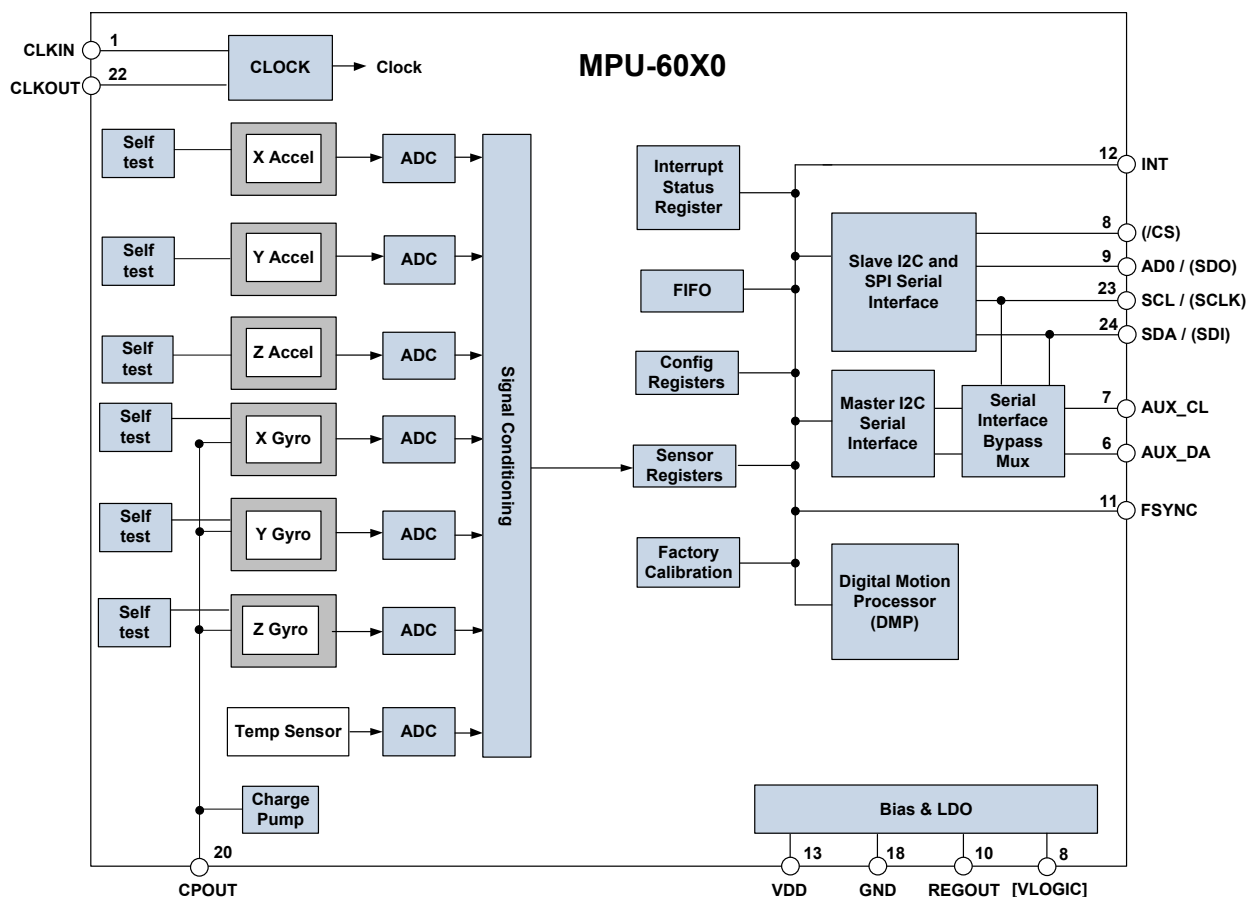 MPU-60X0
CLKIN
1
CLKOUT
22
CLOCK
Clock
Self
test
X Accel
ADC
Self
test
Y Accel
ADC
Self
test
Z Accel
ADC
Self
test
X Gyro
ADC
Self
test
Y Gyro
ADC
Self
test
Z Gyro
ADC
Temp Sensor
ADC
Signal Conditioning
Charge
Pump
20
CPOUT
Interrupt
Status
Register
FIFO
Config
Registers
Sensor
Registers
Factory
Calibration
Slave I2C and
SPI Serial
Interface
Master I2C
Serial
Interface
Serial
Interface
Bypass
Mux
Digital Motion
Processor
(DMP)
12
INT
8
(/CS)
9
AD0 / (SDO)
23
SCL / (SCLK)
24
SDA / (SDI)
7
AUX_CL
6
AUX_DA
11
FSYNC
Bias & LDO
13
VDD
18
GND
10
REGOUT
8
[VLOGIC]